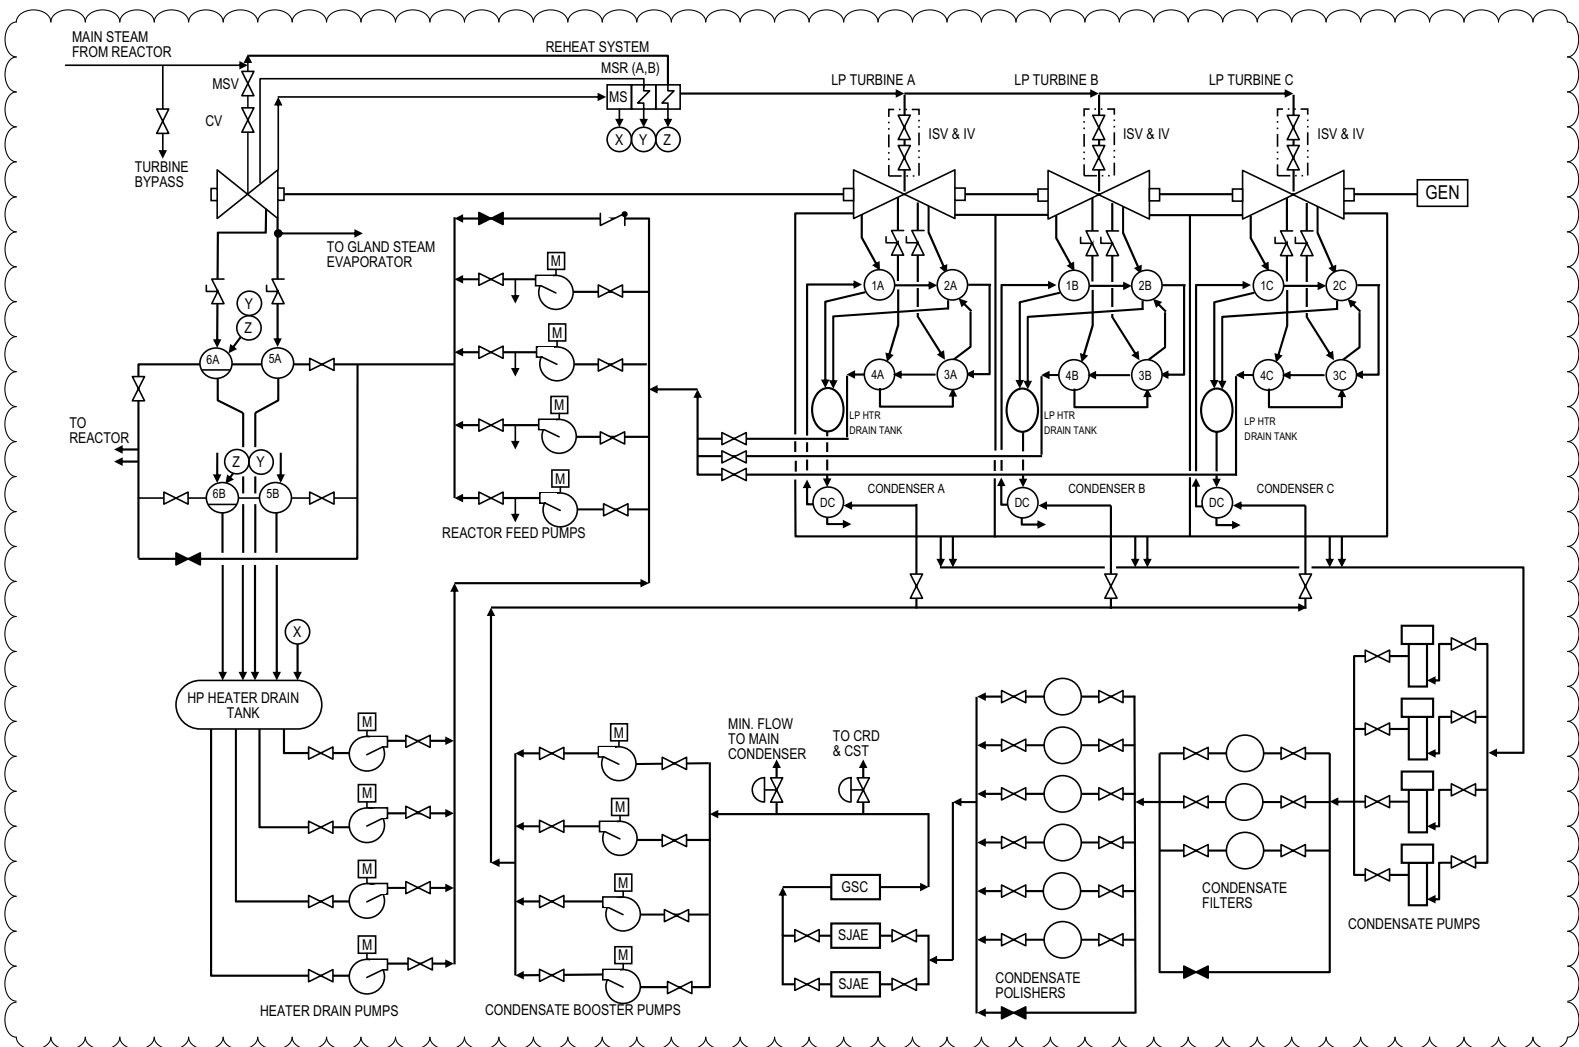 MAIN STEAM
FROM REACTOR
MSV
CV
TURBINE
BYPASS
REHEAT SYSTEM
MSR (A,B)
MS
X
Y
Z
LP TURBINE A
LP TURBINE B
LP TURBINE C
ISV & IV
ISV & IV
ISV & IV
GEN
TO GLAND STEAM
EVAPORATOR
Y
Z
6A
5A
TO
REACTOR
Z
Y
6B
5B
M
M
M
M
REACTOR FEED PUMPS
1A
2A
4A
3A
LP HTR
DRAIN TANK
DC
CONDENSER A
1B
2B
4B
3B
LP HTR
DRAIN TANK
DC
CONDENSER B
1C
2C
4C
3C
LP HTR
DRAIN TANK
DC
CONDENSER C
X
HP HEATER DRAIN
TANK
M
M
M
M
HEATER DRAIN PUMPS
M
M
M
M
CONDENSATE BOOSTER PUMPS
MIN. FLOW
TO MAIN
CONDENSER
TO CRD
& CST
GSC
SJAE
SJAE
CONDENSATE
POLISHERS
CONDENSATE
FILTERS
CONDENSATE PUMPS